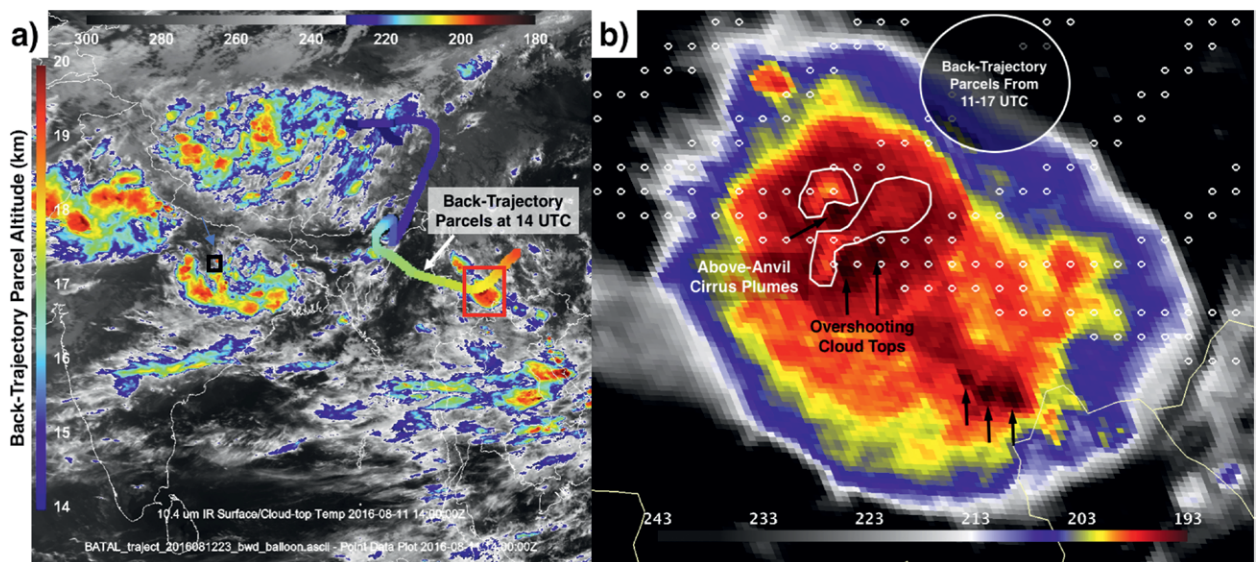 a)
300 280 260 240 220 200 180
Back-Trajectory Parcel Altitude (km)
20
19
18
17
16
15
14
Back-Trajectory
Parcels at 14 UTC
10.4 um IR Surface/Cloud-top Temp 2016-08-11 14:00:00Z
BATAL_traject_2016081223_bwd_balloon.ascii - Point Data Plot 2016-08-11 14:00:00Z
b)
Back-Trajectory
Parcels From
11-17 UTC
Above-Anvil
Cirrus Plumes
Overshooting
Cloud Tops
243 233 223 213 203 193